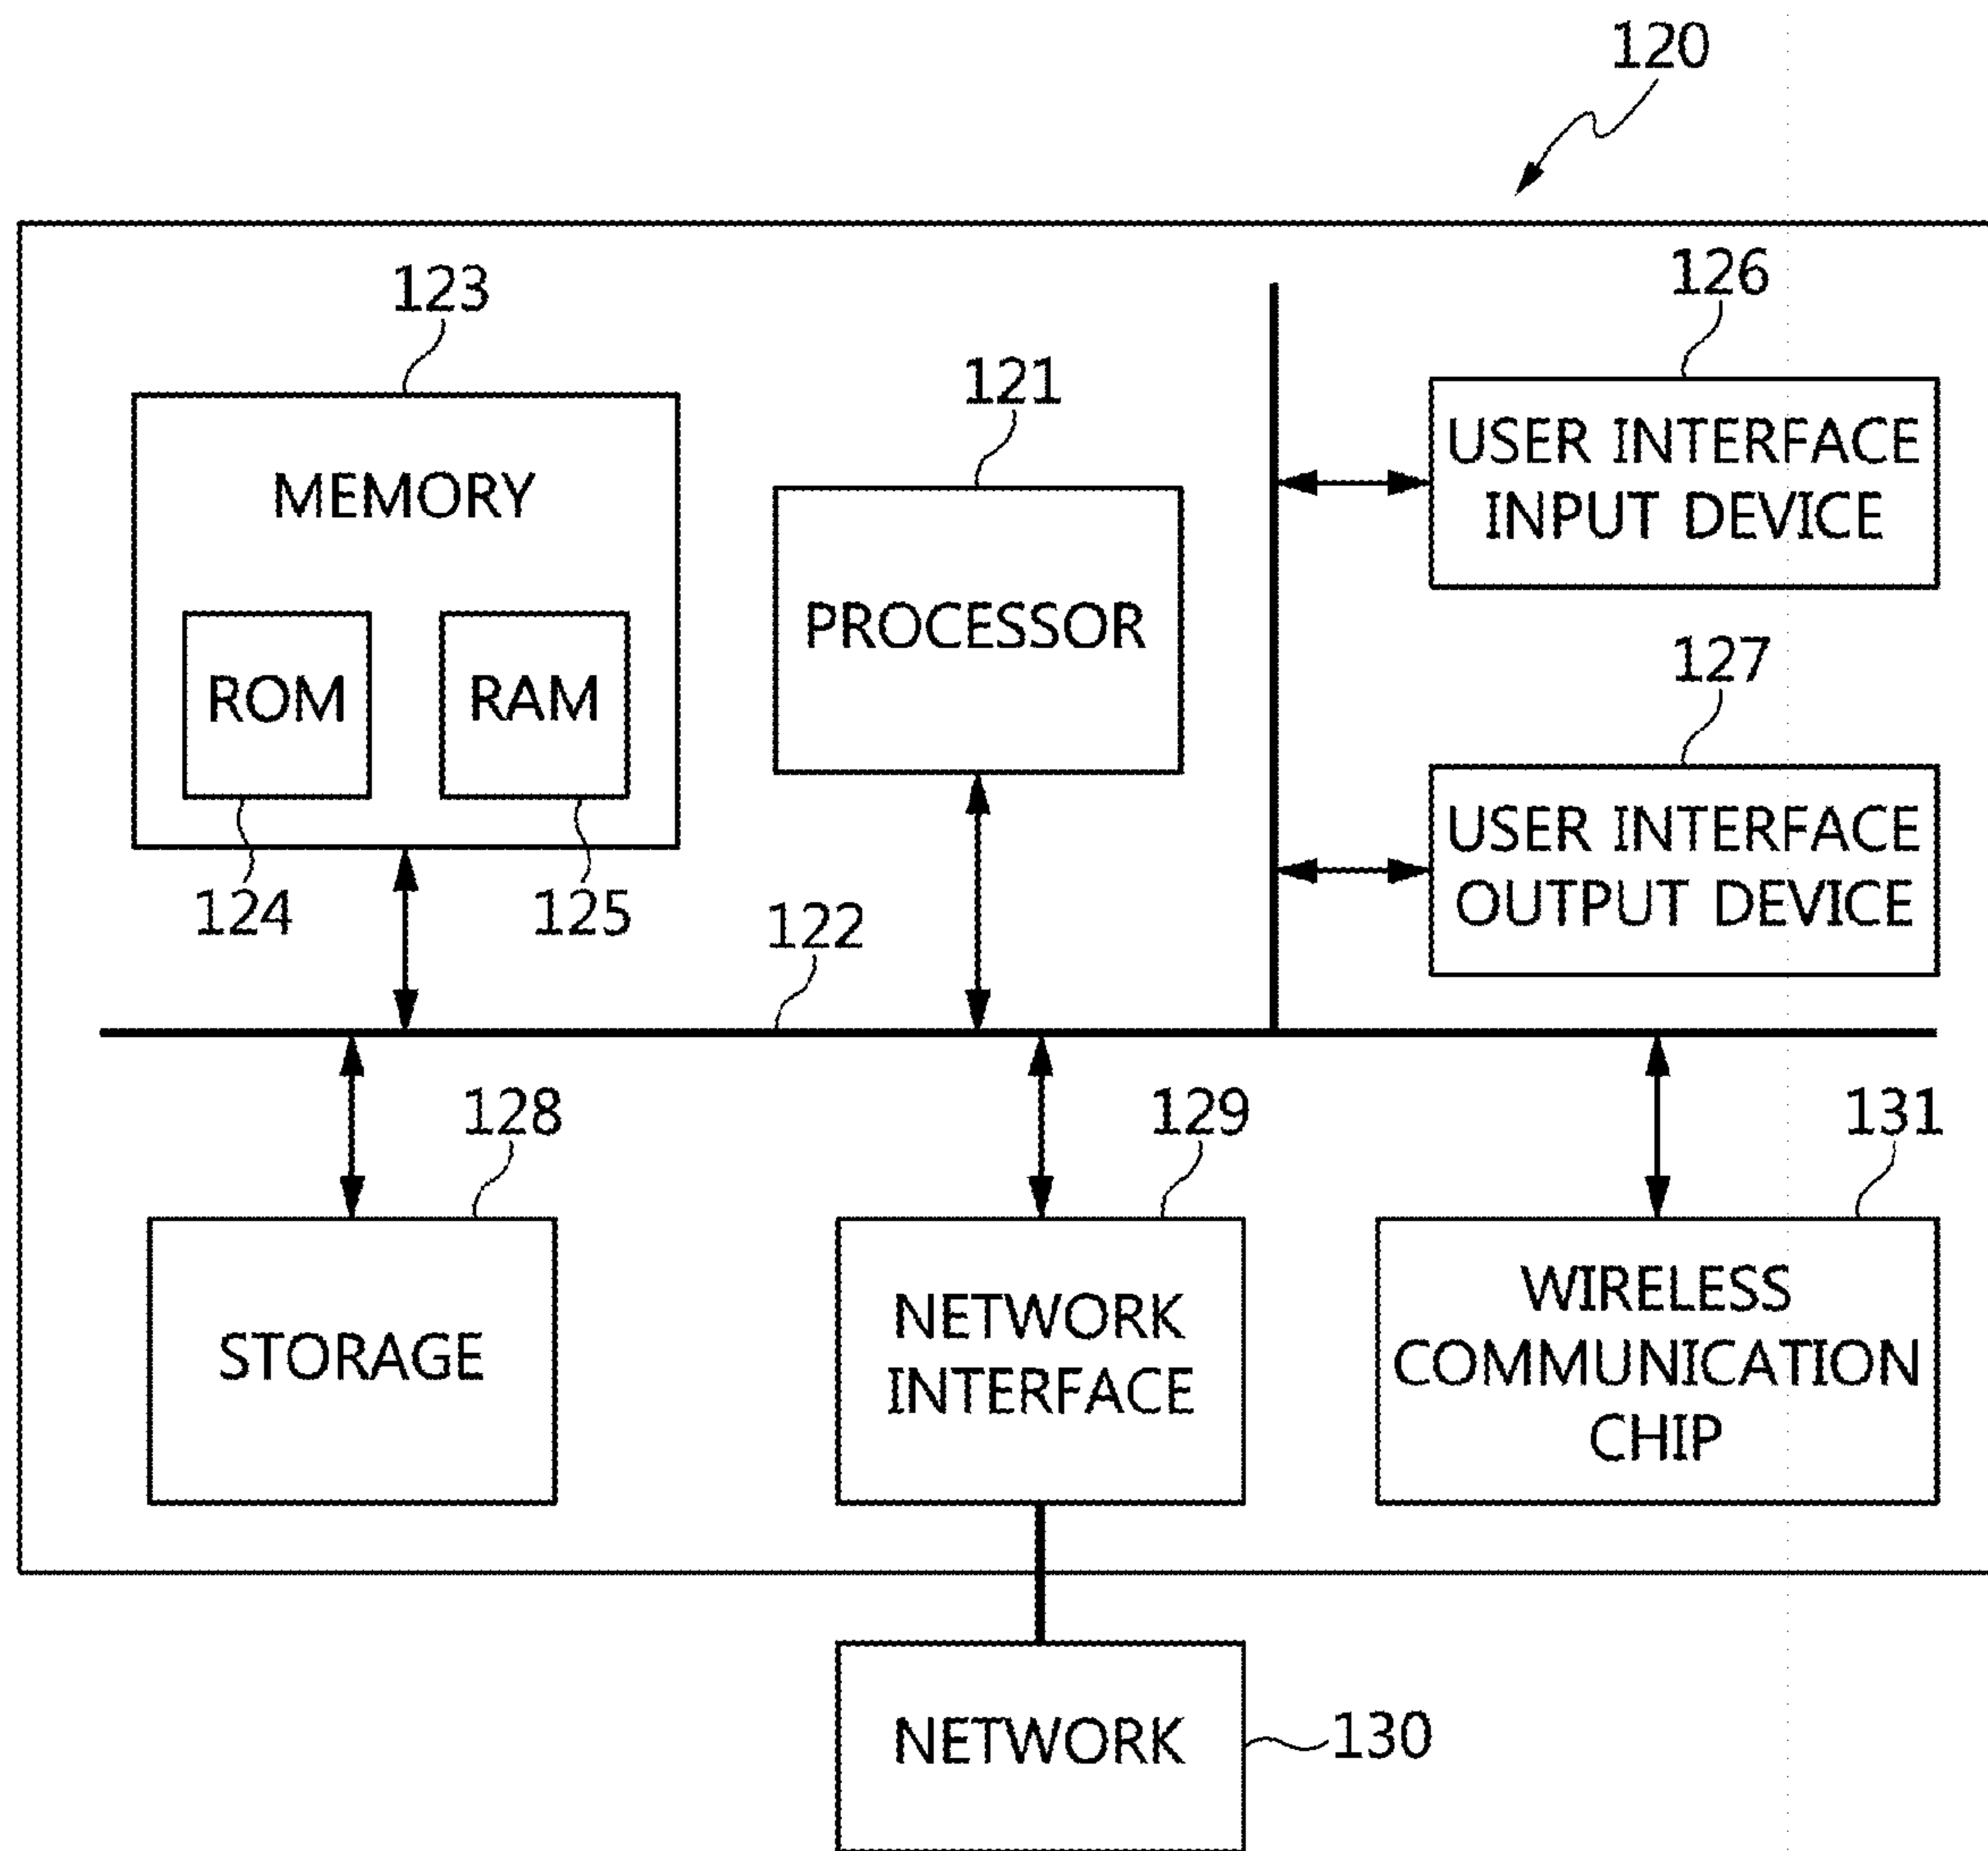 120
123
MEMORY
ROM
RAM
124
125
121
PROCESSOR
122
126
USER INTERFACE
INPUT DEVICE
127
USER INTERFACE
OUTPUT DEVICE
128
STORAGE
129
NETWORK
INTERFACE
131
WIRELESS
COMMUNICATION
CHIP
NETWORK
130